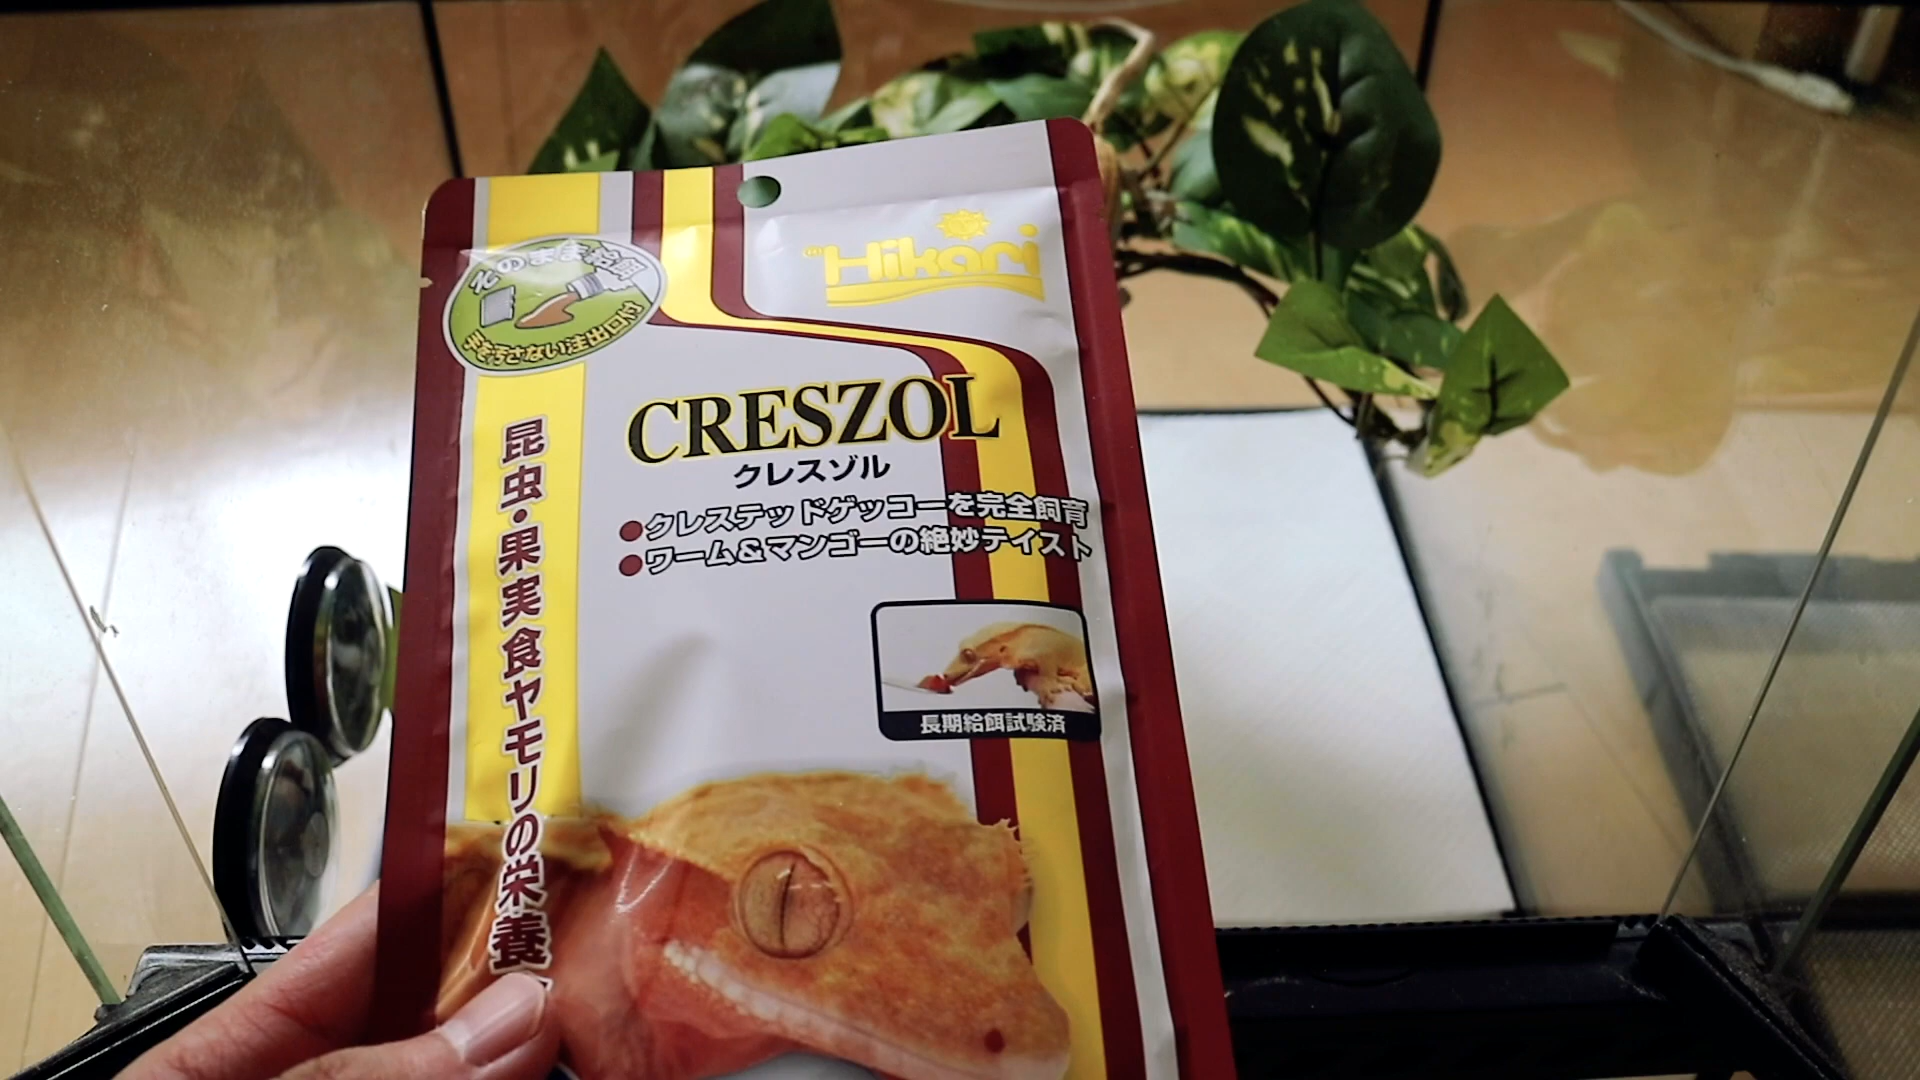 そのまま給餌
手を汚さない注出口付
Hikari
CRESZOL
クレスゾル
●クレステッドゲッコーを完全飼育
●ワーム&マンゴーの絶妙テイスト
昆虫・果実食ヤモリの栄養
長期給餌試験済